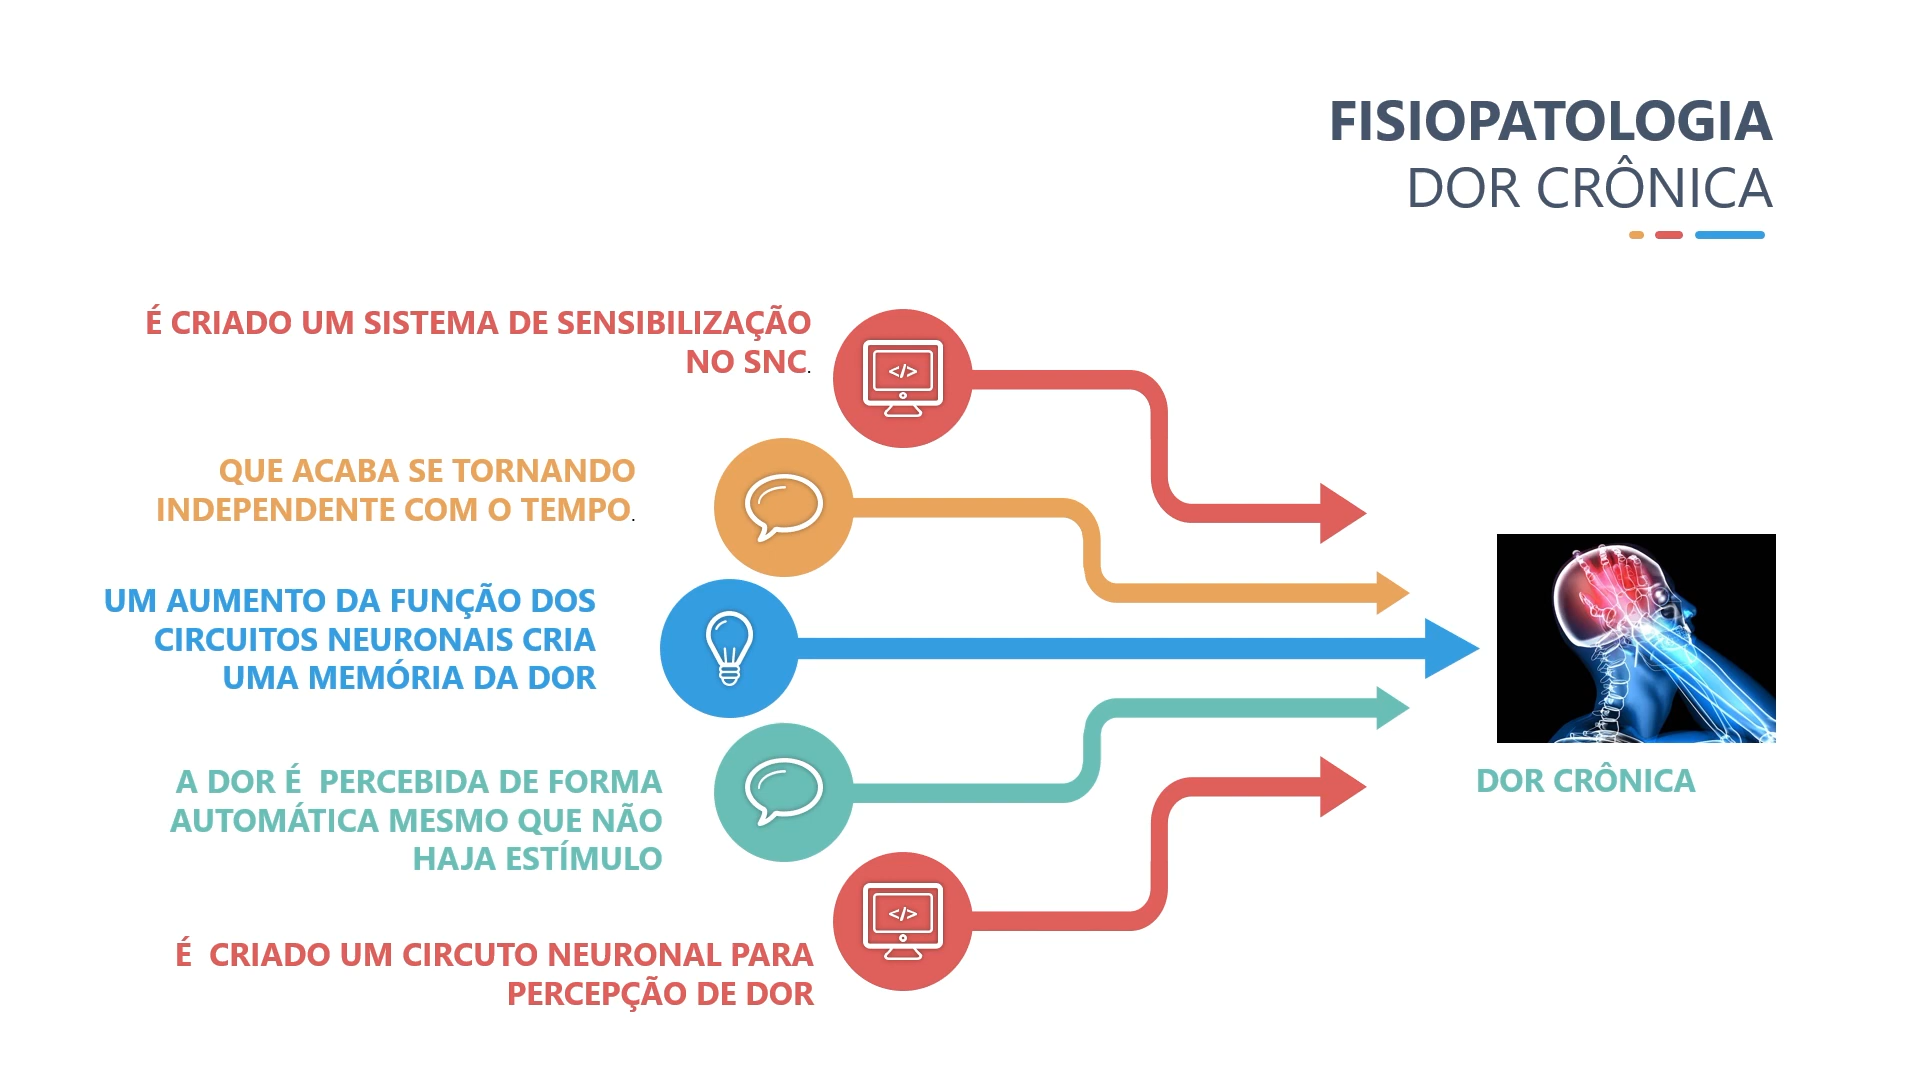 FISIOPATOLOGIA
DOR CRÔNICA
É CRIADO UM SISTEMA DE SENSIBILIZAÇÃO
NO SNC.
</>
QUE ACABA SE TORNANDO
INDEPENDENTE COM O TEMPO.
UM AUMENTO DA FUNÇÃO DOS
CIRCUITOS NEURONAIS CRIA
UMA MEMÓRIA DA DOR
A DOR É  PERCEBIDA DE FORMA
AUTOMÁTICA MESMO QUE NÃO
HAJA ESTÍMULO
DOR CRÔNICA
</>
É  CRIADO UM CIRCUTO NEURONAL PARA
PERCEPÇÃO DE DOR